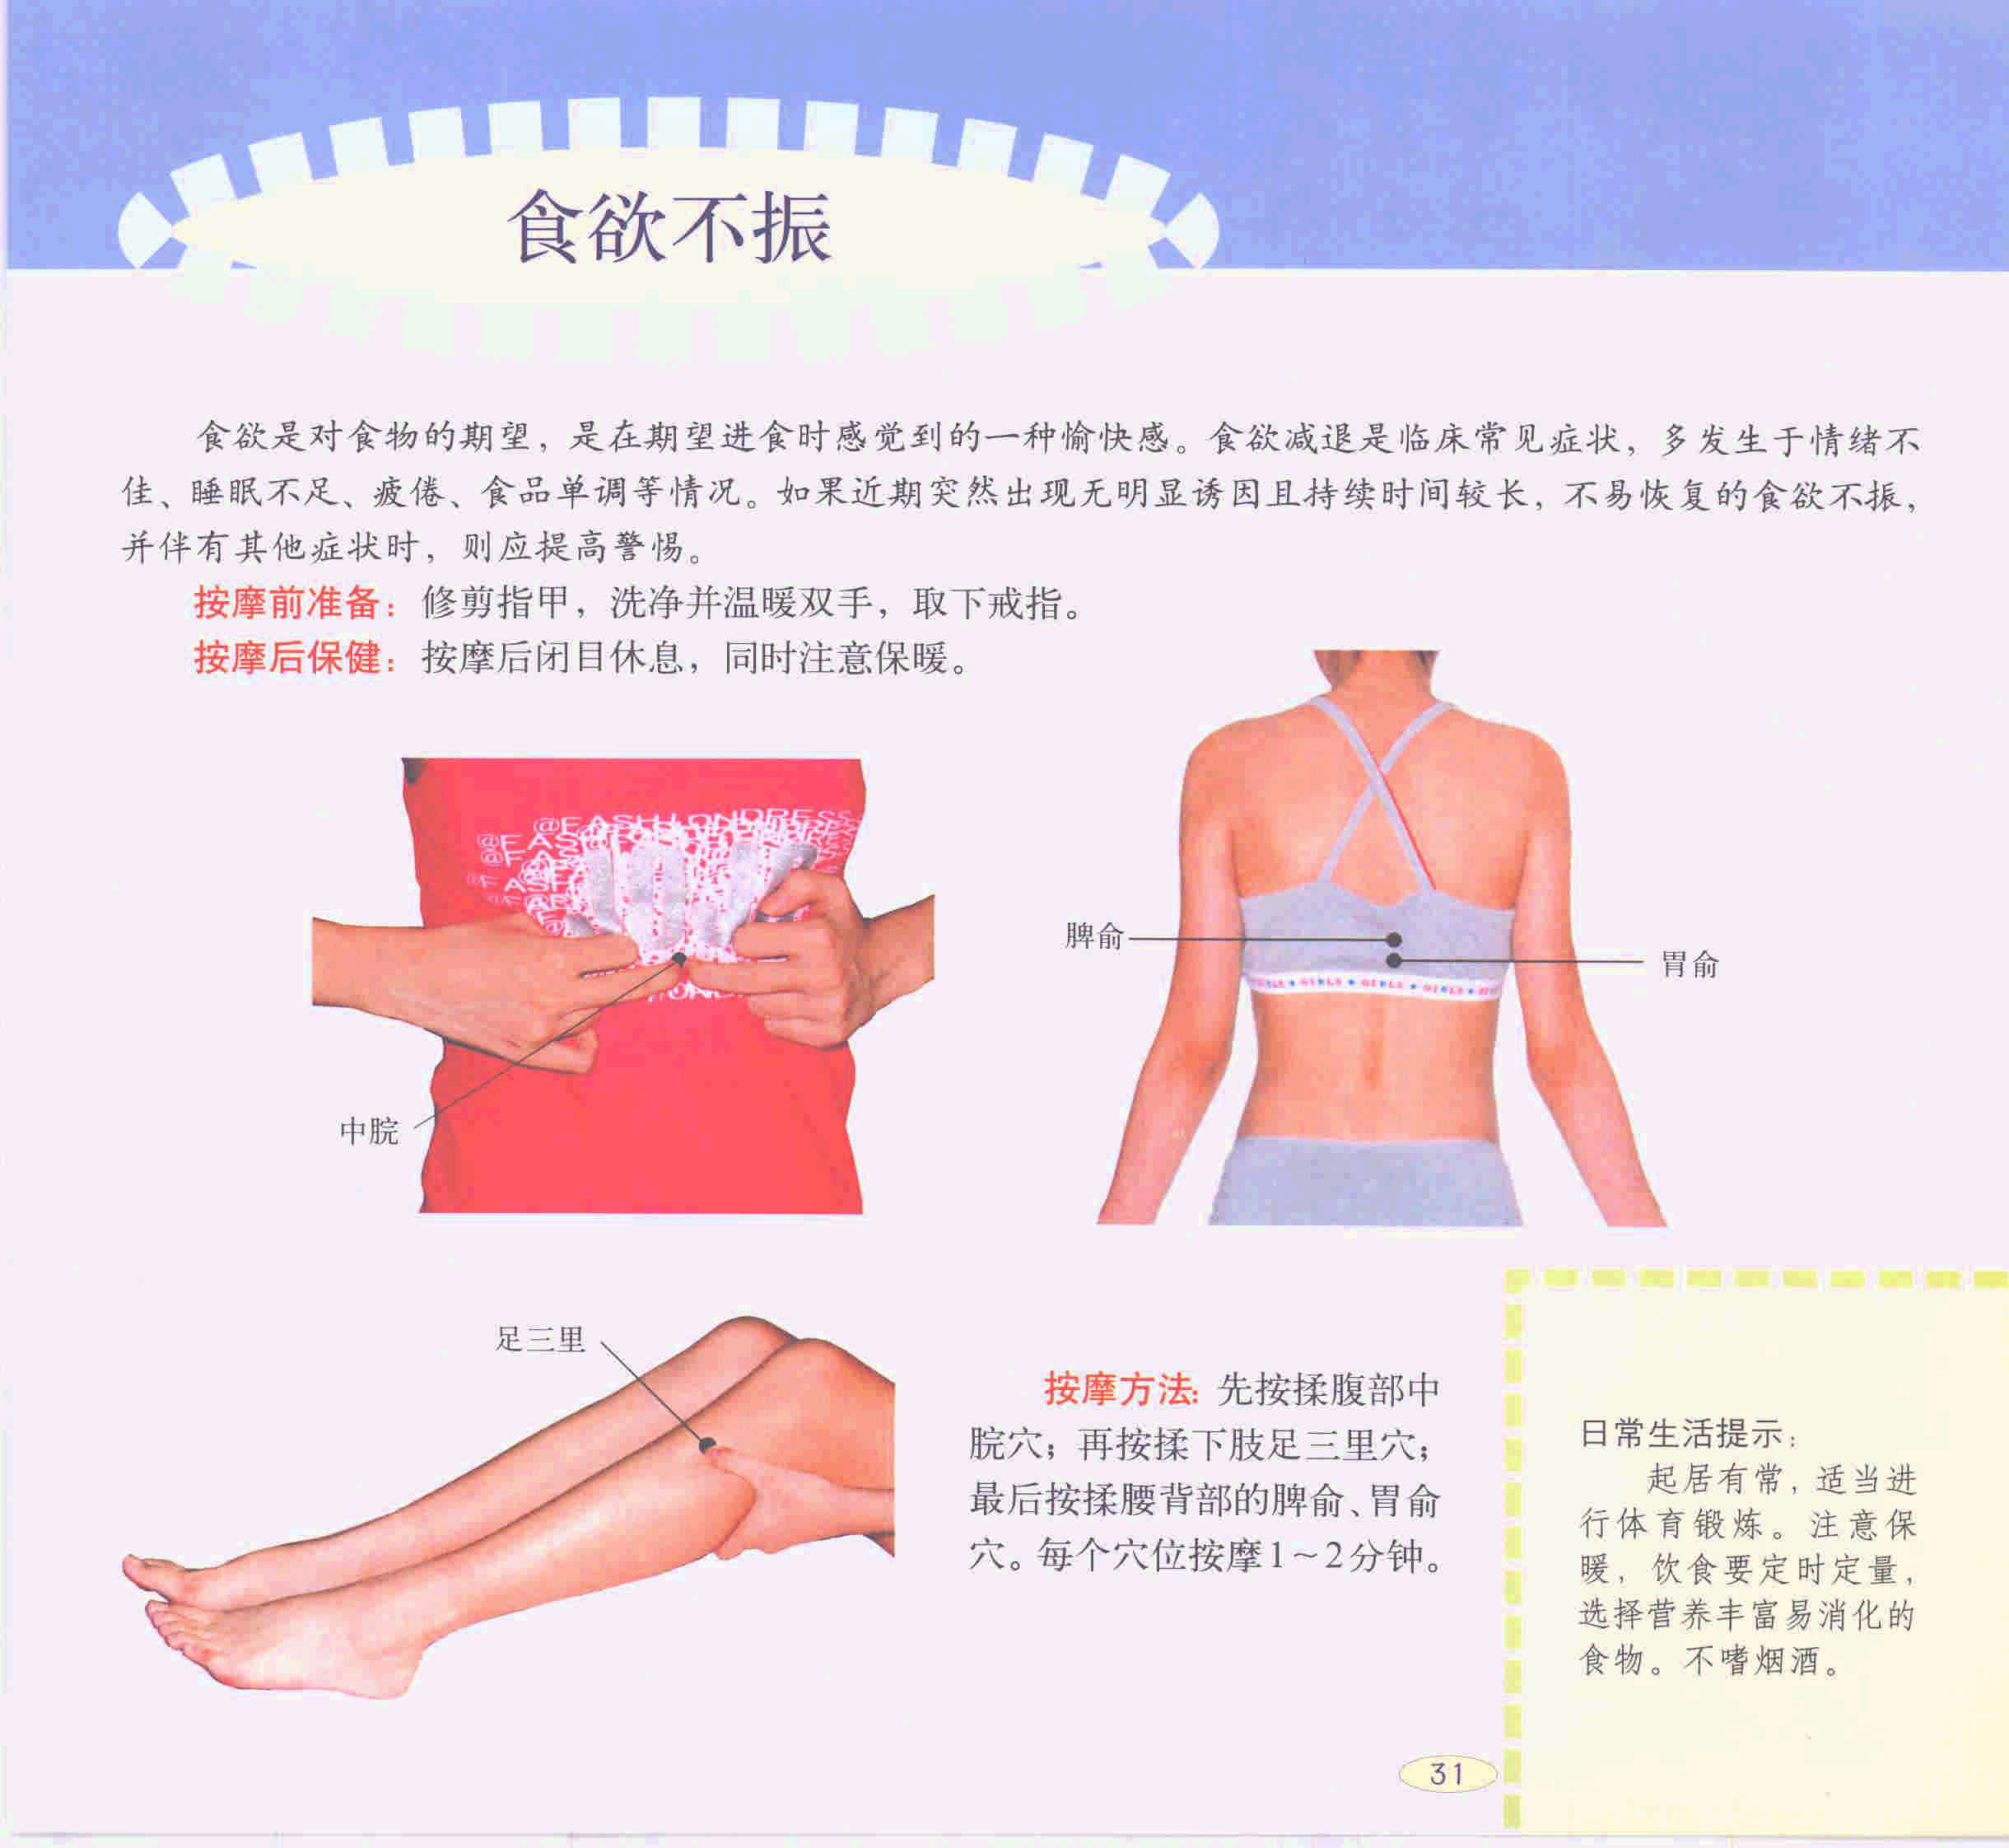 食欲不振
食欲是对食物的期望，是在期望进食时感觉到的一种愉快感。食欲减退是临床常见症状，多发生于情绪不
佳、睡眠不足、疲倦、食品单调等情况。如果近期突然出现无明显诱因且持续时间较长，不易恢复的食欲不振，
并伴有其他症状时，则应提高警惕。
按摩前准备：修剪指甲，洗净并温暖双手，取下戒指。
按摩后保健：按摩后闭目休息，同时注意保暖。
@FASHIONDRESS
中脘
脾俞
胃俞
GIRLS ★ GIRLS ★ GIRLS
足三里
按摩方法：先按揉腹部中
脘穴；再按揉下肢足三里穴；
最后按揉腰背部的脾俞、胃俞
穴。每个穴位按摩1～2分钟。
日常生活提示：
起居有常，适当进
行体育锻炼。注意保
暖，饮食要定时定量，
选择营养丰富易消化的
食物。不嗜烟酒。
31